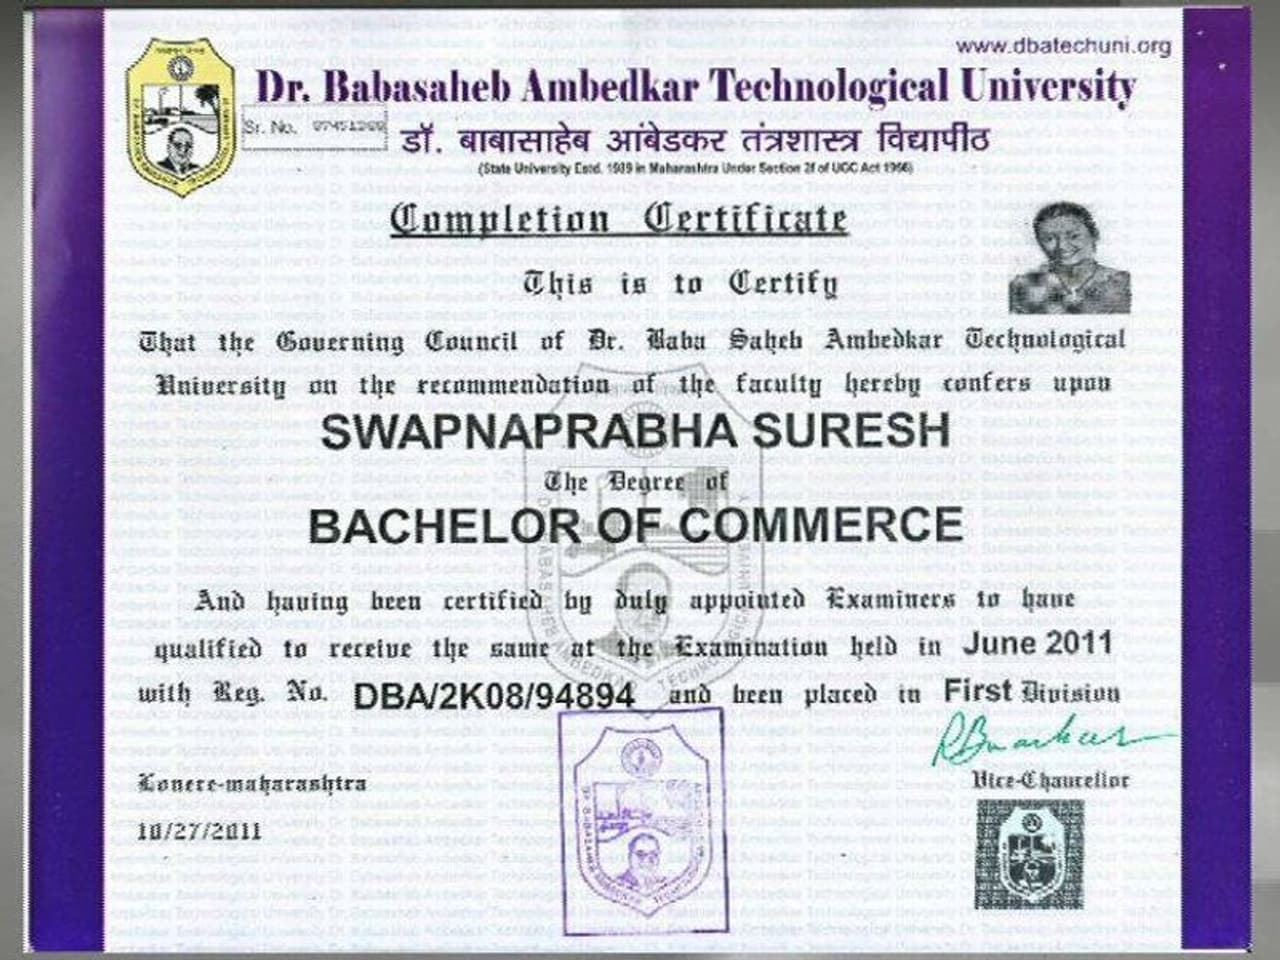 www.dbatechuni.org
Dr. Babasaheb Ambedkar Technological University
Sr. No.
डॉ. बाबासाहेब आंबेडकर तंत्रशास्त्र विद्यापीठ
(State University Estd. 1989 in Maharashtra Under Section 2f of UGC Act 1956)
Completion Certificate
This is to Certify
That the Governing Council of Dr. Baba Saheb Ambedkar Technological
University on the recommendation of the faculty hereby confers upon
SWAPNAPRABHA SURESH
The Degree of
BACHELOR OF COMMERCE
And having been certified by duly appointed Examiners to have
qualified to receive the same at the Examination held in June 2011
with Reg. No. DBA/2K08/94894 and been placed in First Division
Lonere-maharashtra
Vice-Chancellor
10/27/2011